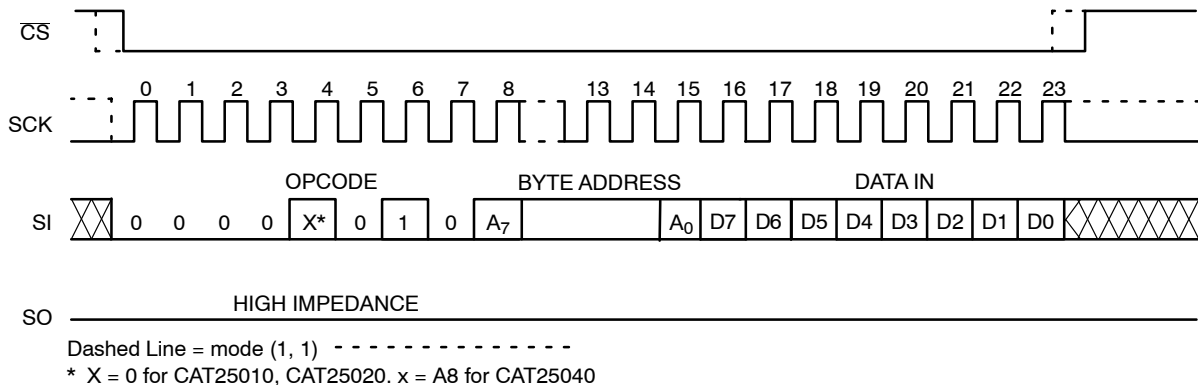 CS
0 1 2 3 4 5 6 7 8 13 14 15 16 17 18 19 20 21 22 23
SCK
OPCODE BYTE ADDRESS DATA IN
SI 0 0 0 0 X* 0 1 0 A7 A0 D7 D6 D5 D4 D3 D2 D1 D0
HIGH IMPEDANCE
SO
Dashed Line = mode (1, 1)
* X = 0 for CAT25010, CAT25020. x = A8 for CAT25040